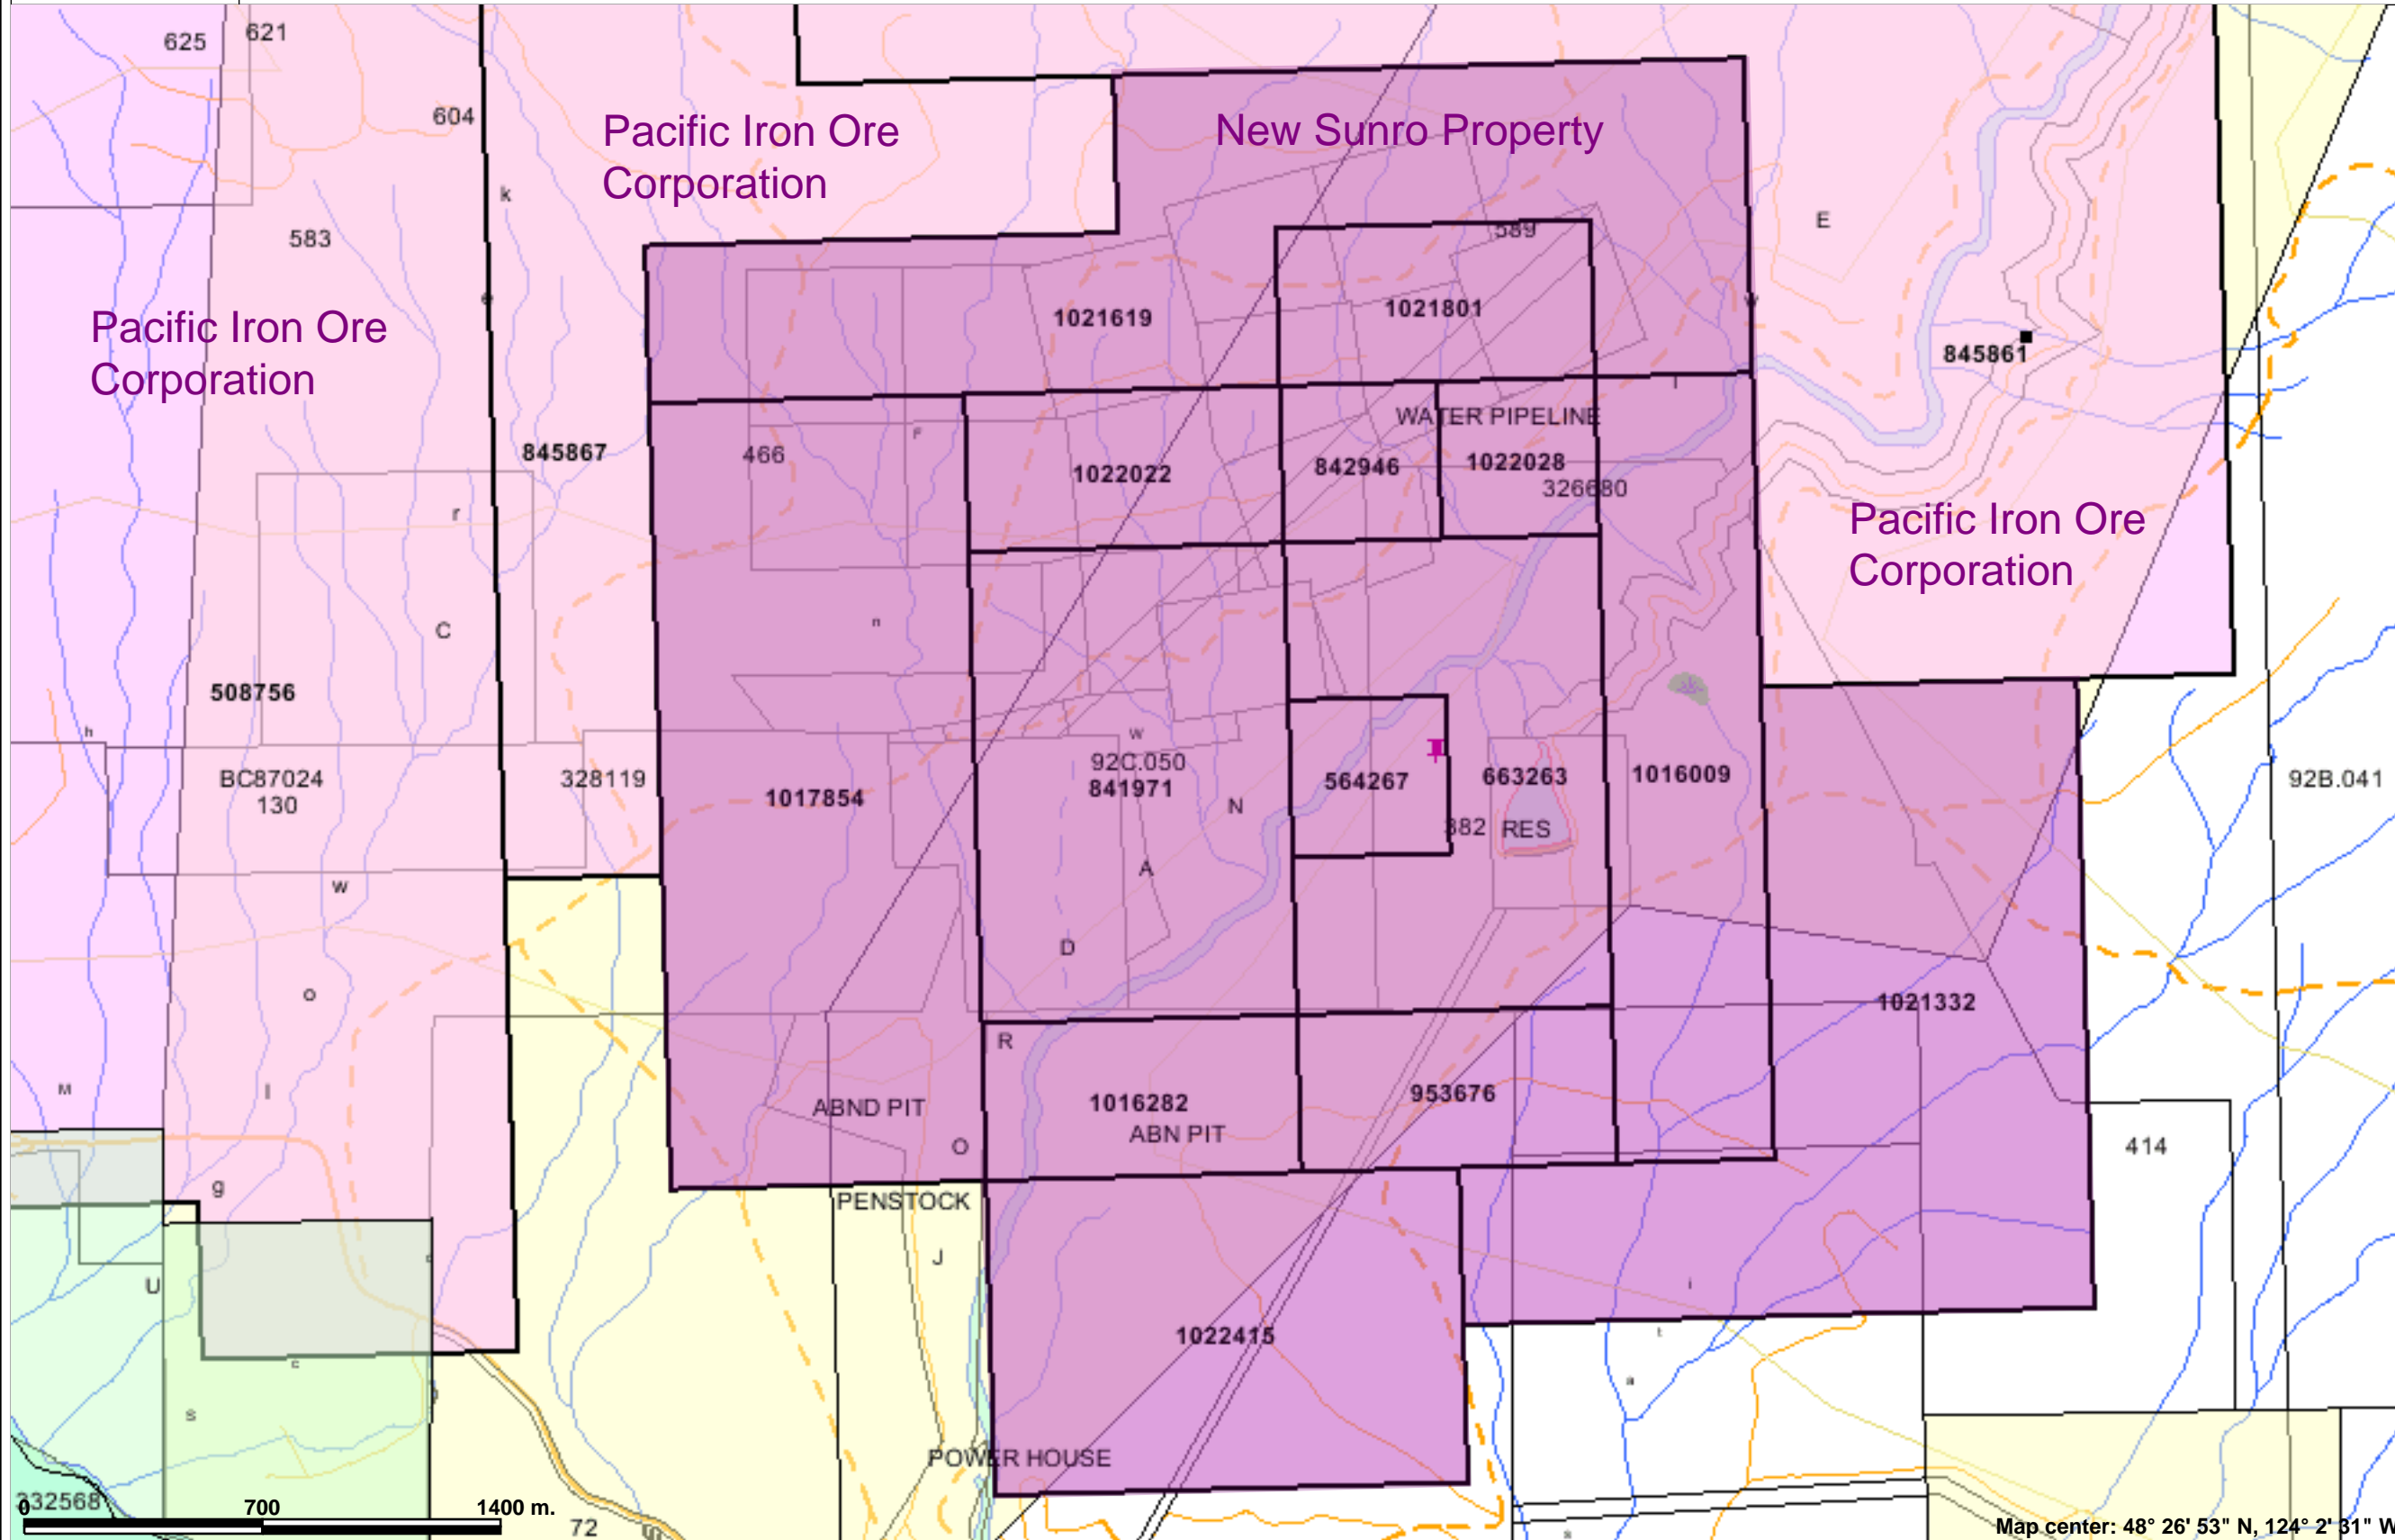 625
621
604
Pacific Iron Ore
Corporation
New Sunro Property
k
E
589
583
e
W
Pacific Iron Ore
Corporation
1021619
1021801
845861
I
WATER PIPELINE
F
845867
466
1022022
842946
1022028
326680
r
Pacific Iron Ore
Corporation
n
C
508756
h
w
92C.050
841971
BC87024
130
328119
1017854
N
564267
663263
1016009
92B.041
382
RES
A
w
D
o
1021332
R
M
l
ABND PIT
1016282
ABN PIT
953676
O
414
g
PENSTOCK
J
U
i
1022415
t
c
a
s
POWER HOUSE
332568
0
700
1400 m.
72
s
Map center: 48° 26' 53" N, 124° 2' 31" W